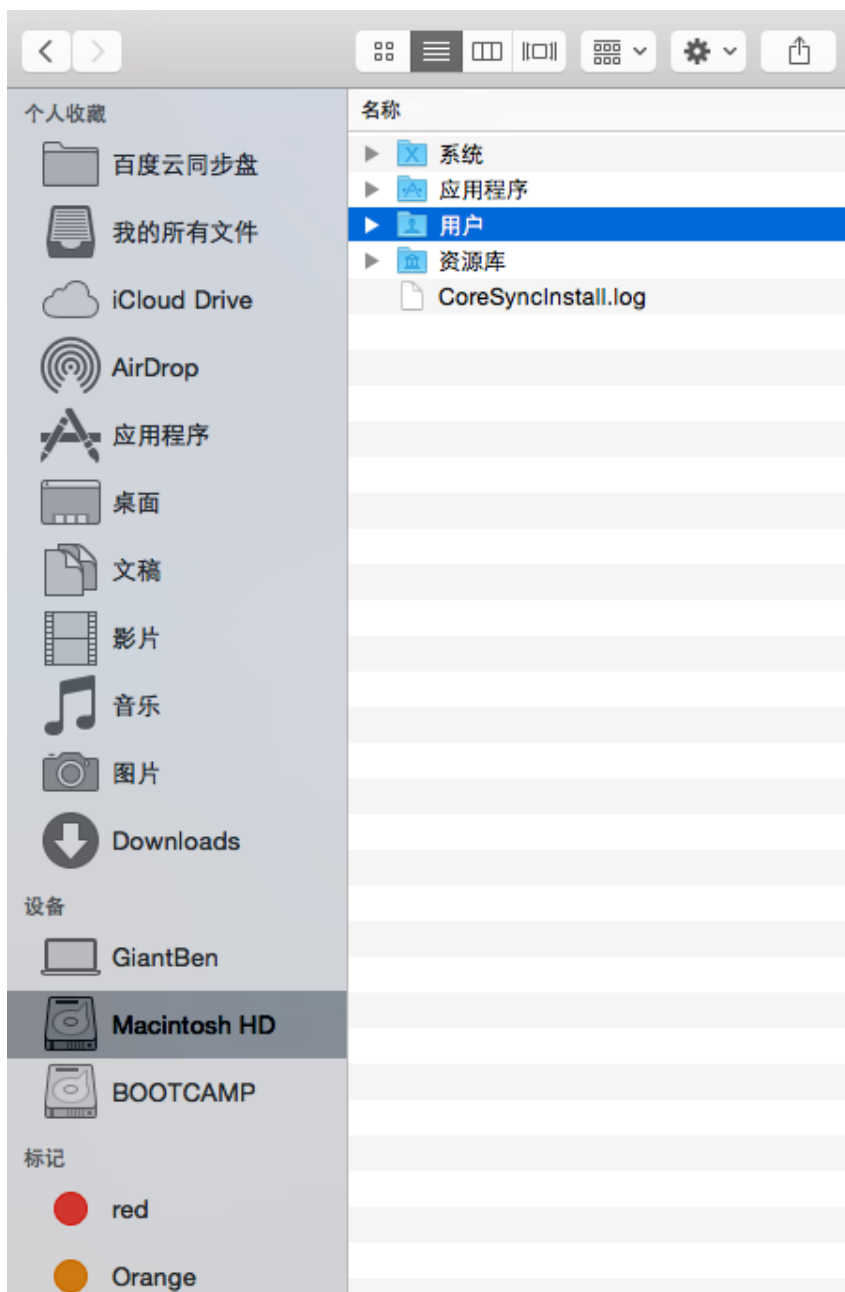 个人收藏
百度云同步盘
我的所有文件
iCloud Drive
AirDrop
应用程序
桌面
文稿
影片
音乐
图片
Downloads
设备
GiantBen
Macintosh HD
BOOTCAMP
标记
red
Orange
名称
系统
应用程序
用户
资源库
CoreSyncInstall.log